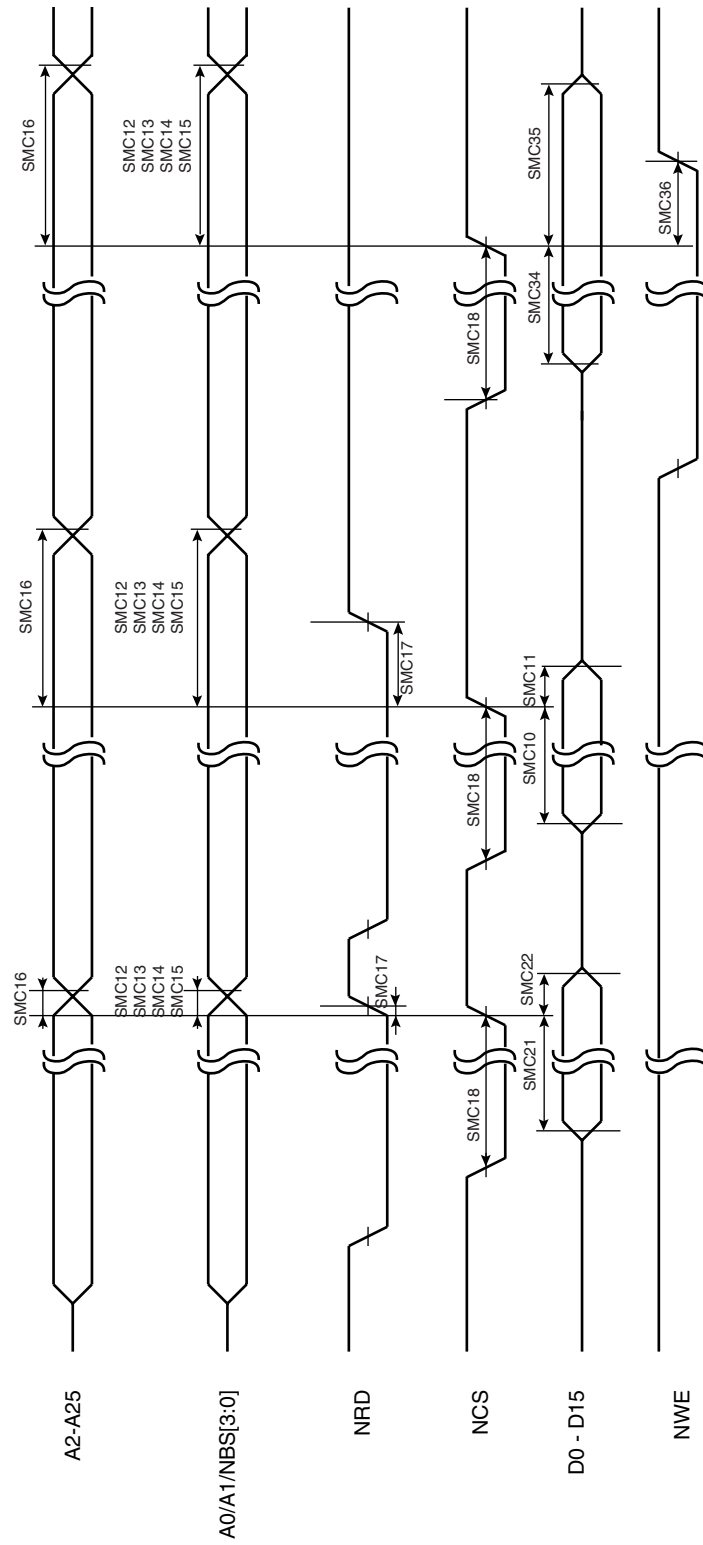 A2-A25
SMC16
SMC16
SMC16
A0/A1/NBS[3:0]
SMC12
SMC13
SMC14
SMC15
SMC12
SMC13
SMC14
SMC15
SMC12
SMC13
SMC14
SMC15
NRD
SMC17
SMC17
NCS
SMC18
SMC18
SMC18
D0 - D15
SMC21
SMC22
SMC10
SMC11
SMC34
SMC35
NWE
SMC36